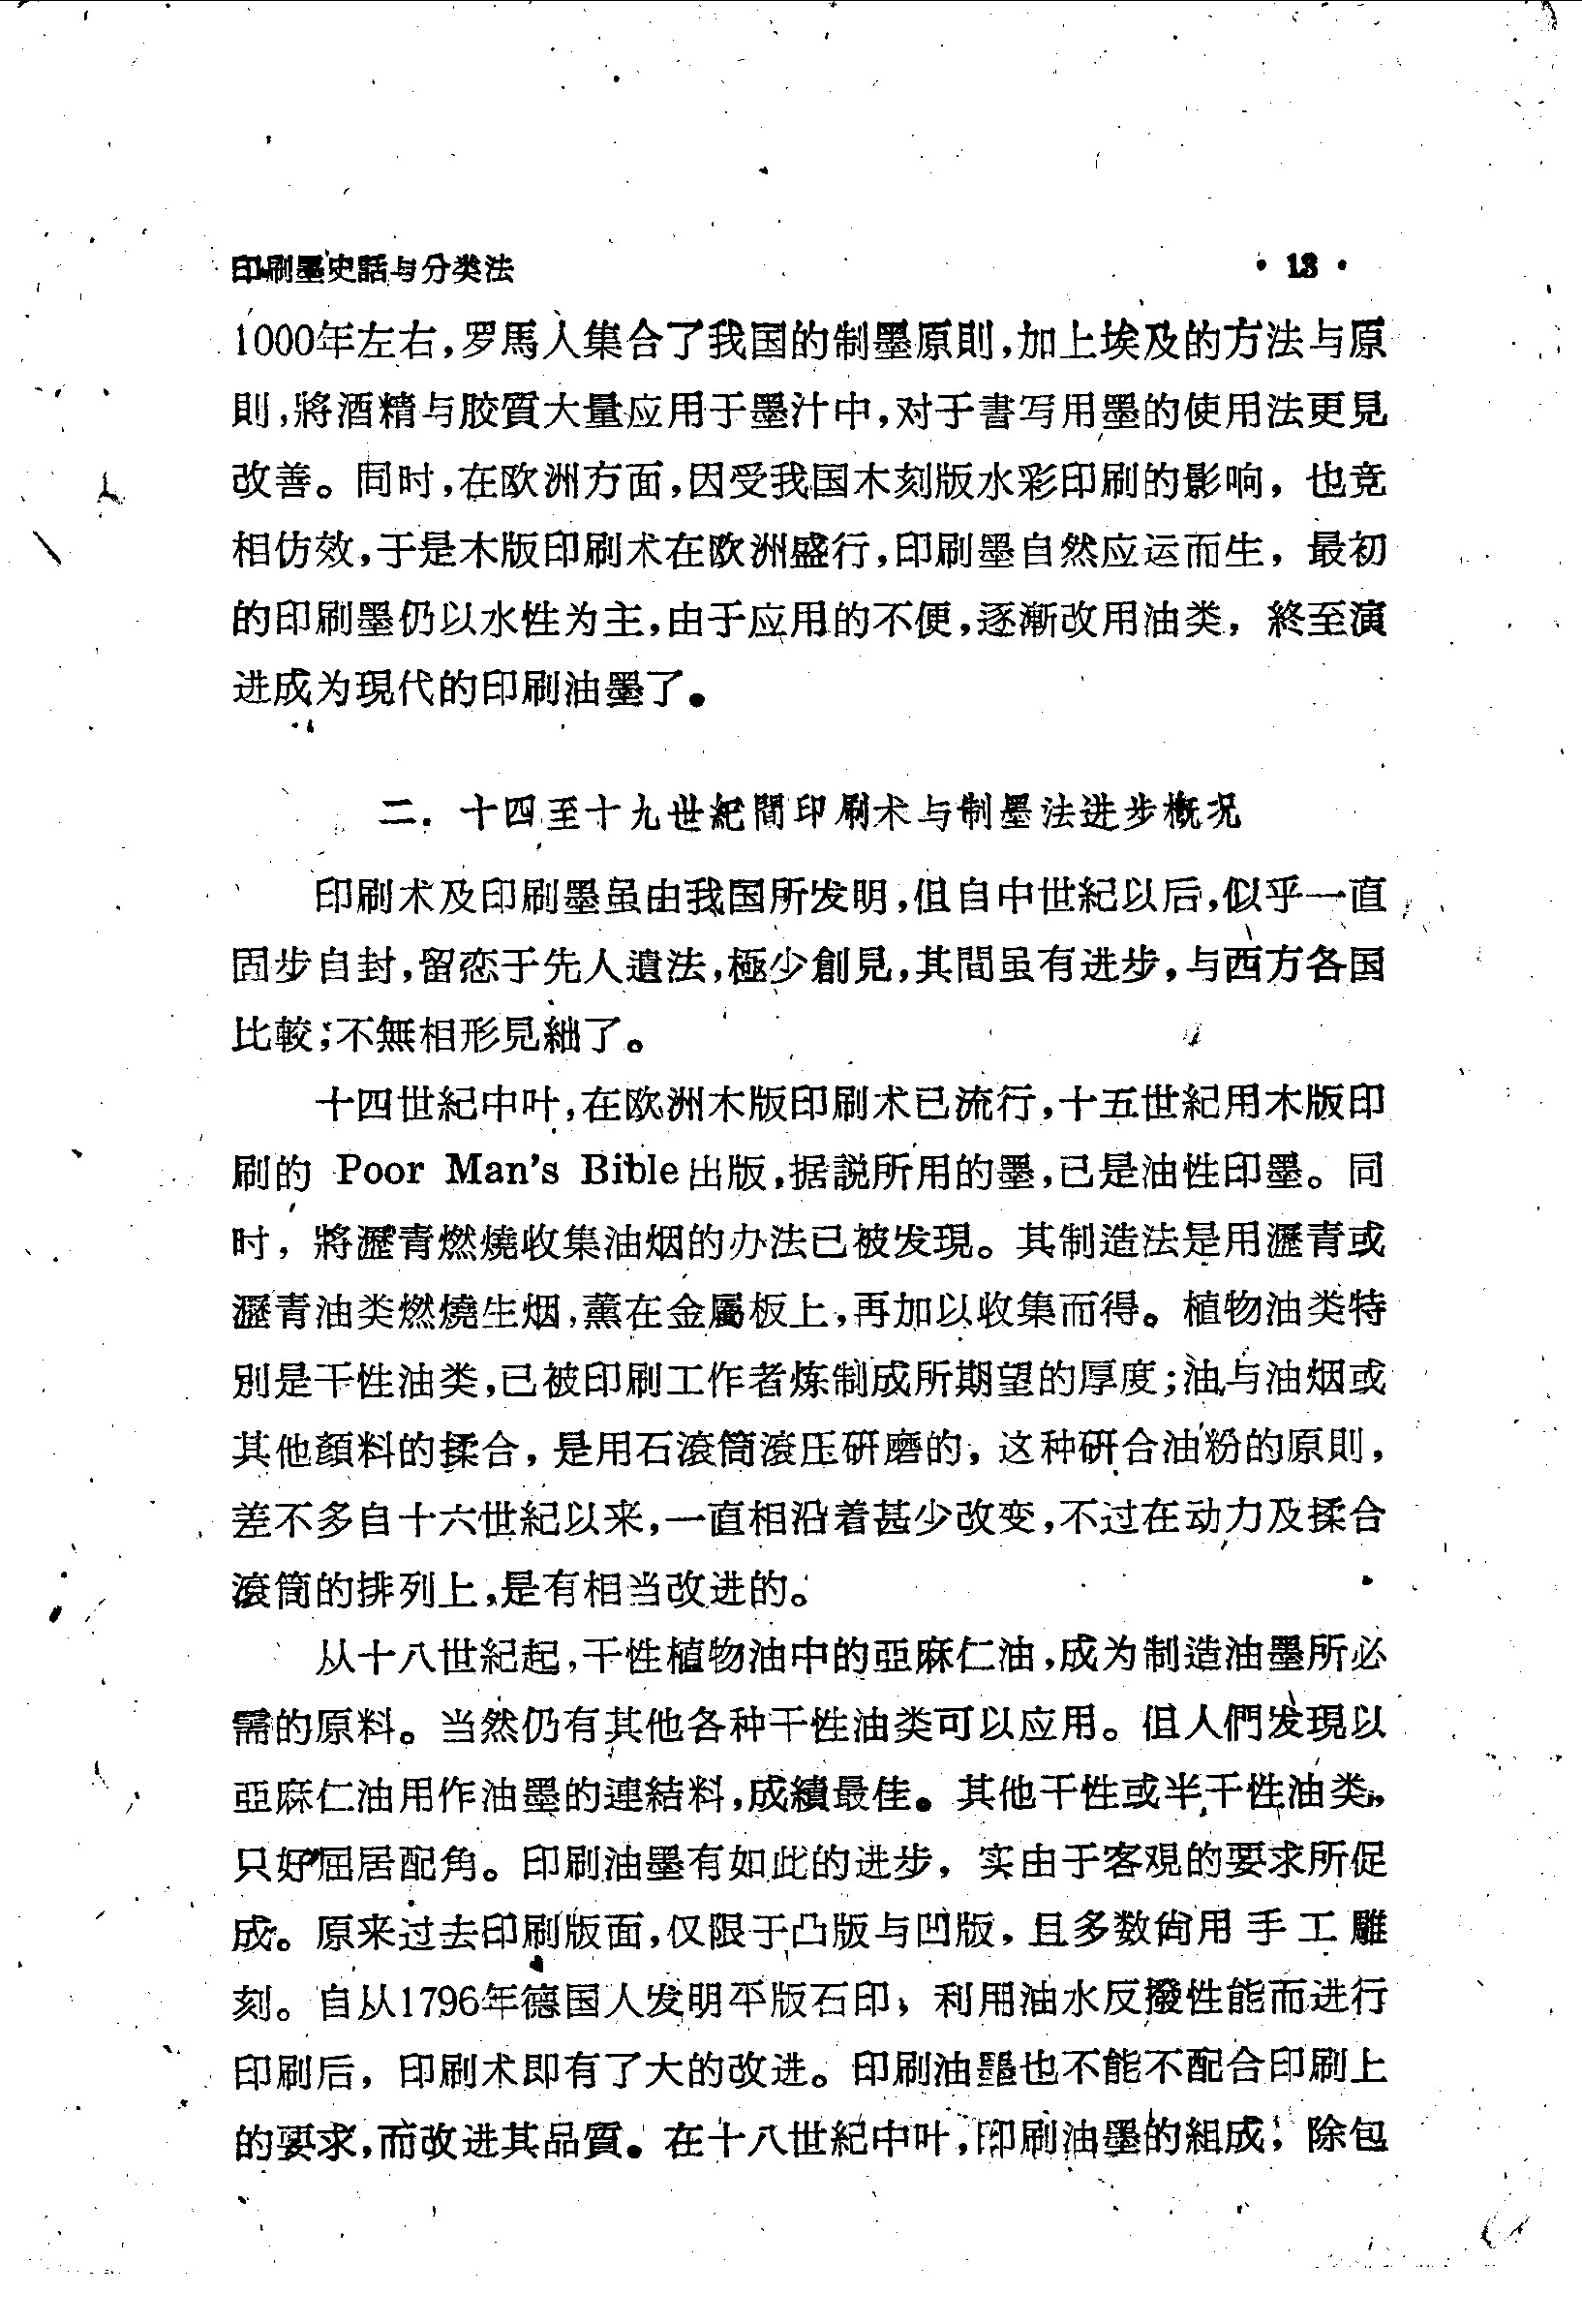 印刷墨史話与分类法 · 13 ·
1000年左右,罗馬人集合了我国的制墨原則,加上埃及的方法与原
則,將酒精与胶質大量应用于墨汁中,对于書写用墨的使用法更見
改善。同时,在欧洲方面,因受我国木刻版水彩印刷的影响,也竞
相仿效,于是木版印刷术在欧洲盛行,印刷墨自然应运而生,最初
的印刷墨仍以水性为主,由于应用的不便,逐漸改用油类,終至演
进成为現代的印刷油墨了。
二.十四至十九世紀間印刷术与制墨法进步概况
印刷术及印刷墨虽由我国所发明,但自中世紀以后,似乎一直
固步自封,留恋于先人遺法,極少創見,其間虽有进步,与西方各国
比較;不無相形見絀了。
十四世紀中叶,在欧洲木版印刷术已流行,十五世紀用木版印
刷的 Poor Man's Bible出版,据説所用的墨,已是油性印墨。同
时,將瀝青燃燒收集油烟的办法已被发現。其制造法是用瀝青或
瀝青油类燃燒生烟,薰在金屬板上,再加以收集而得。植物油类特
別是干性油类,已被印刷工作者炼制成所期望的厚度;油与油烟或
其他顏料的揉合,是用石滾筒滾压研磨的,这种研合油粉的原則,
差不多自十六世紀以来,一直相沿着甚少改变,不过在动力及揉合
滾筒的排列上,是有相当改进的。
从十八世紀起,干性植物油中的亞麻仁油,成为制造油墨所必
需的原料。当然仍有其他各种干性油类可以应用。但人們发現以
亞麻仁油用作油墨的連結料,成績最佳。其他干性或半干性油类,
只好屈居配角。印刷油墨有如此的进步,实由于客覌的要求所促
成。原来过去印刷版面,仅限于凸版与凹版,且多数尙用手工雕
刻。自从1796年德国人发明平版石印,利用油水反撥性能而进行
印刷后,印刷术即有了大的改进。印刷油墨也不能不配合印刷上
的要求,而改进其品質。在十八世紀中叶,印刷油墨的組成,除包